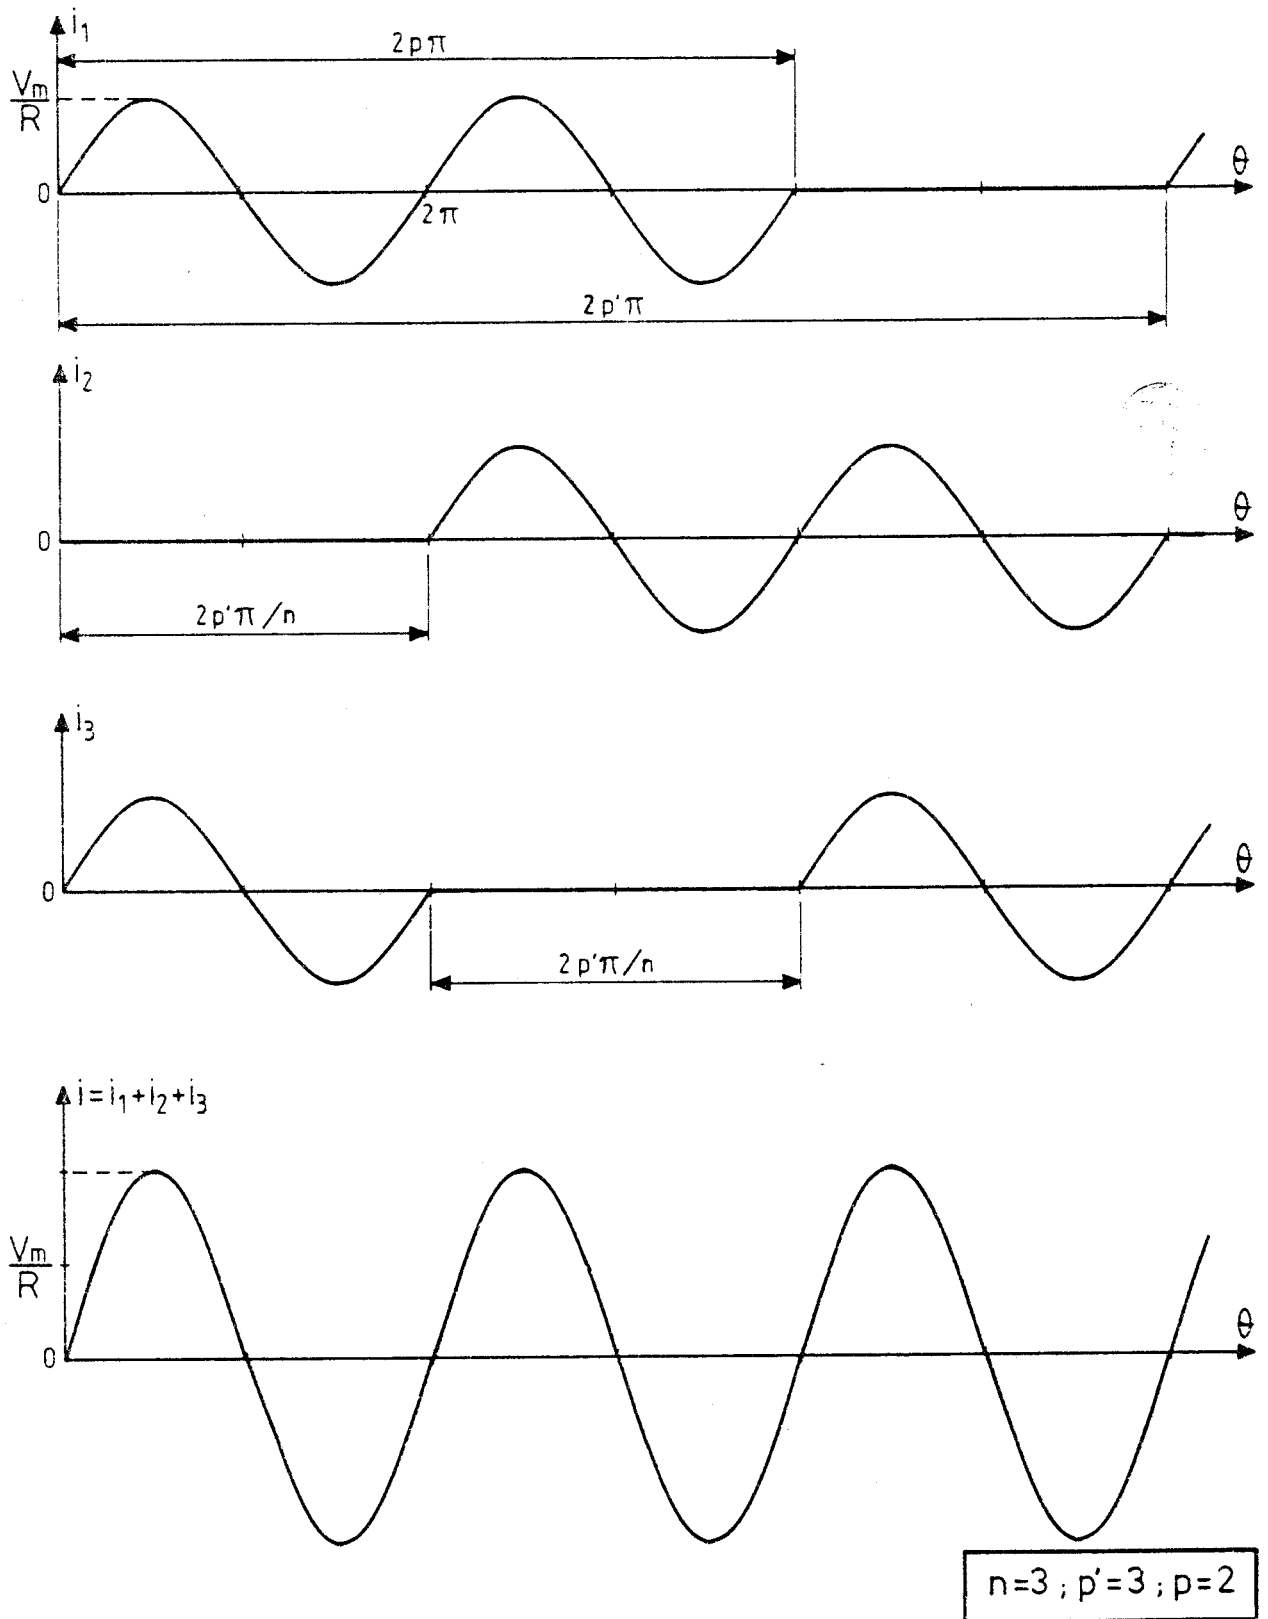 i₁
2pπ
Vm/R
θ
0
2π
2p'π
i₂
θ
0
2p'π/n
i₃
θ
0
2p'π/n
i=i₁+i₂+i₃
Vm/R
θ
0
n=3 ; p'=3 ; p=2